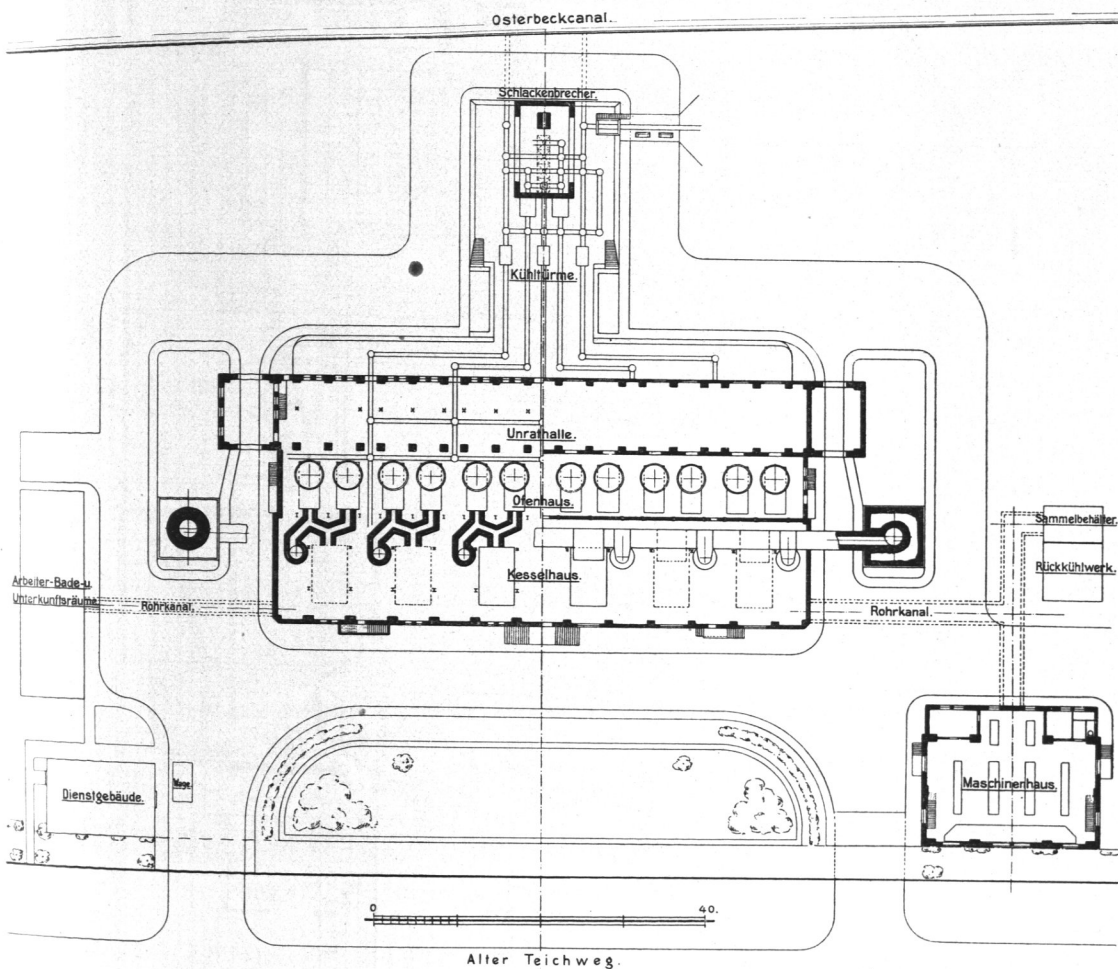 Osterbeckcanal.
Schlackenbrecher.
Kühltürme.
Unrathalle.
Ofenhaus.
Kesselhaus.
Sammelbehälter.
Rückkühlwerk.
Arbeiter-Bade-u.
Unterkunftsräume.
Rohrkanal.
Rohrkanal.
Dienstgebäude.
Wage.
Maschinenhaus.
0 40.
Alter Teichweg.